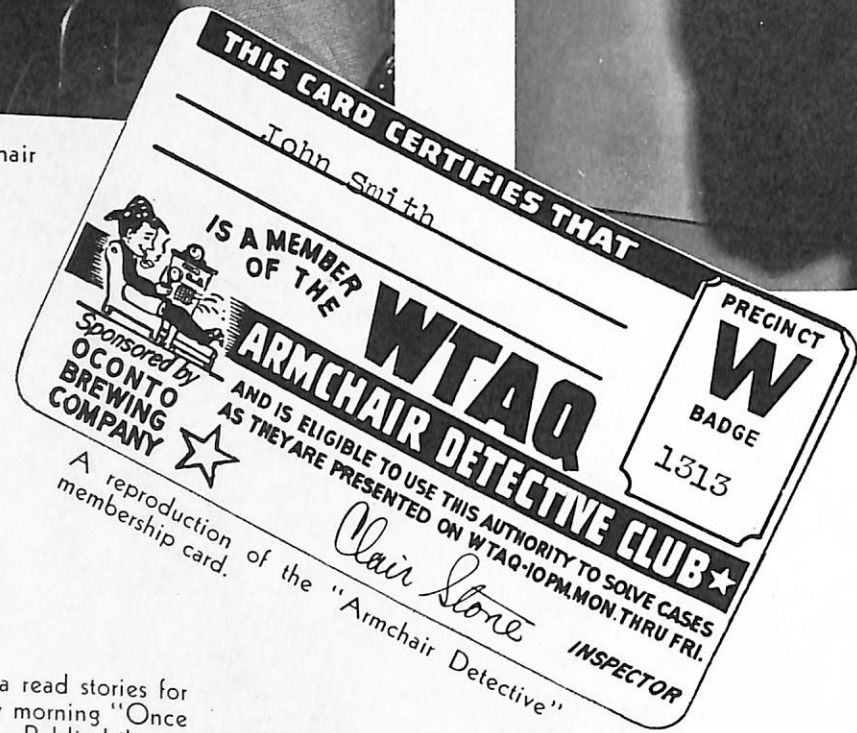 hair
THIS CARD CERTIFIES THAT
John Smith
IS A MEMBER
OF THE
WTAQ
ARMCHAIR DETECTIVE CLUB
AND IS ELIGIBLE TO USE THIS AUTHORITY TO SOLVE CASES
AS THEY ARE PRESENTED ON WTAQ-10 PM, MON. THRU FRI.
Clair Stone
INSPECTOR
PRECINCT
W
BADGE
1313
Sponsored by
OCONTO
BREWING
COMPANY
A reproduction of the "Armchair Detective"
membership card.
a read stories for
morning "Once
Public